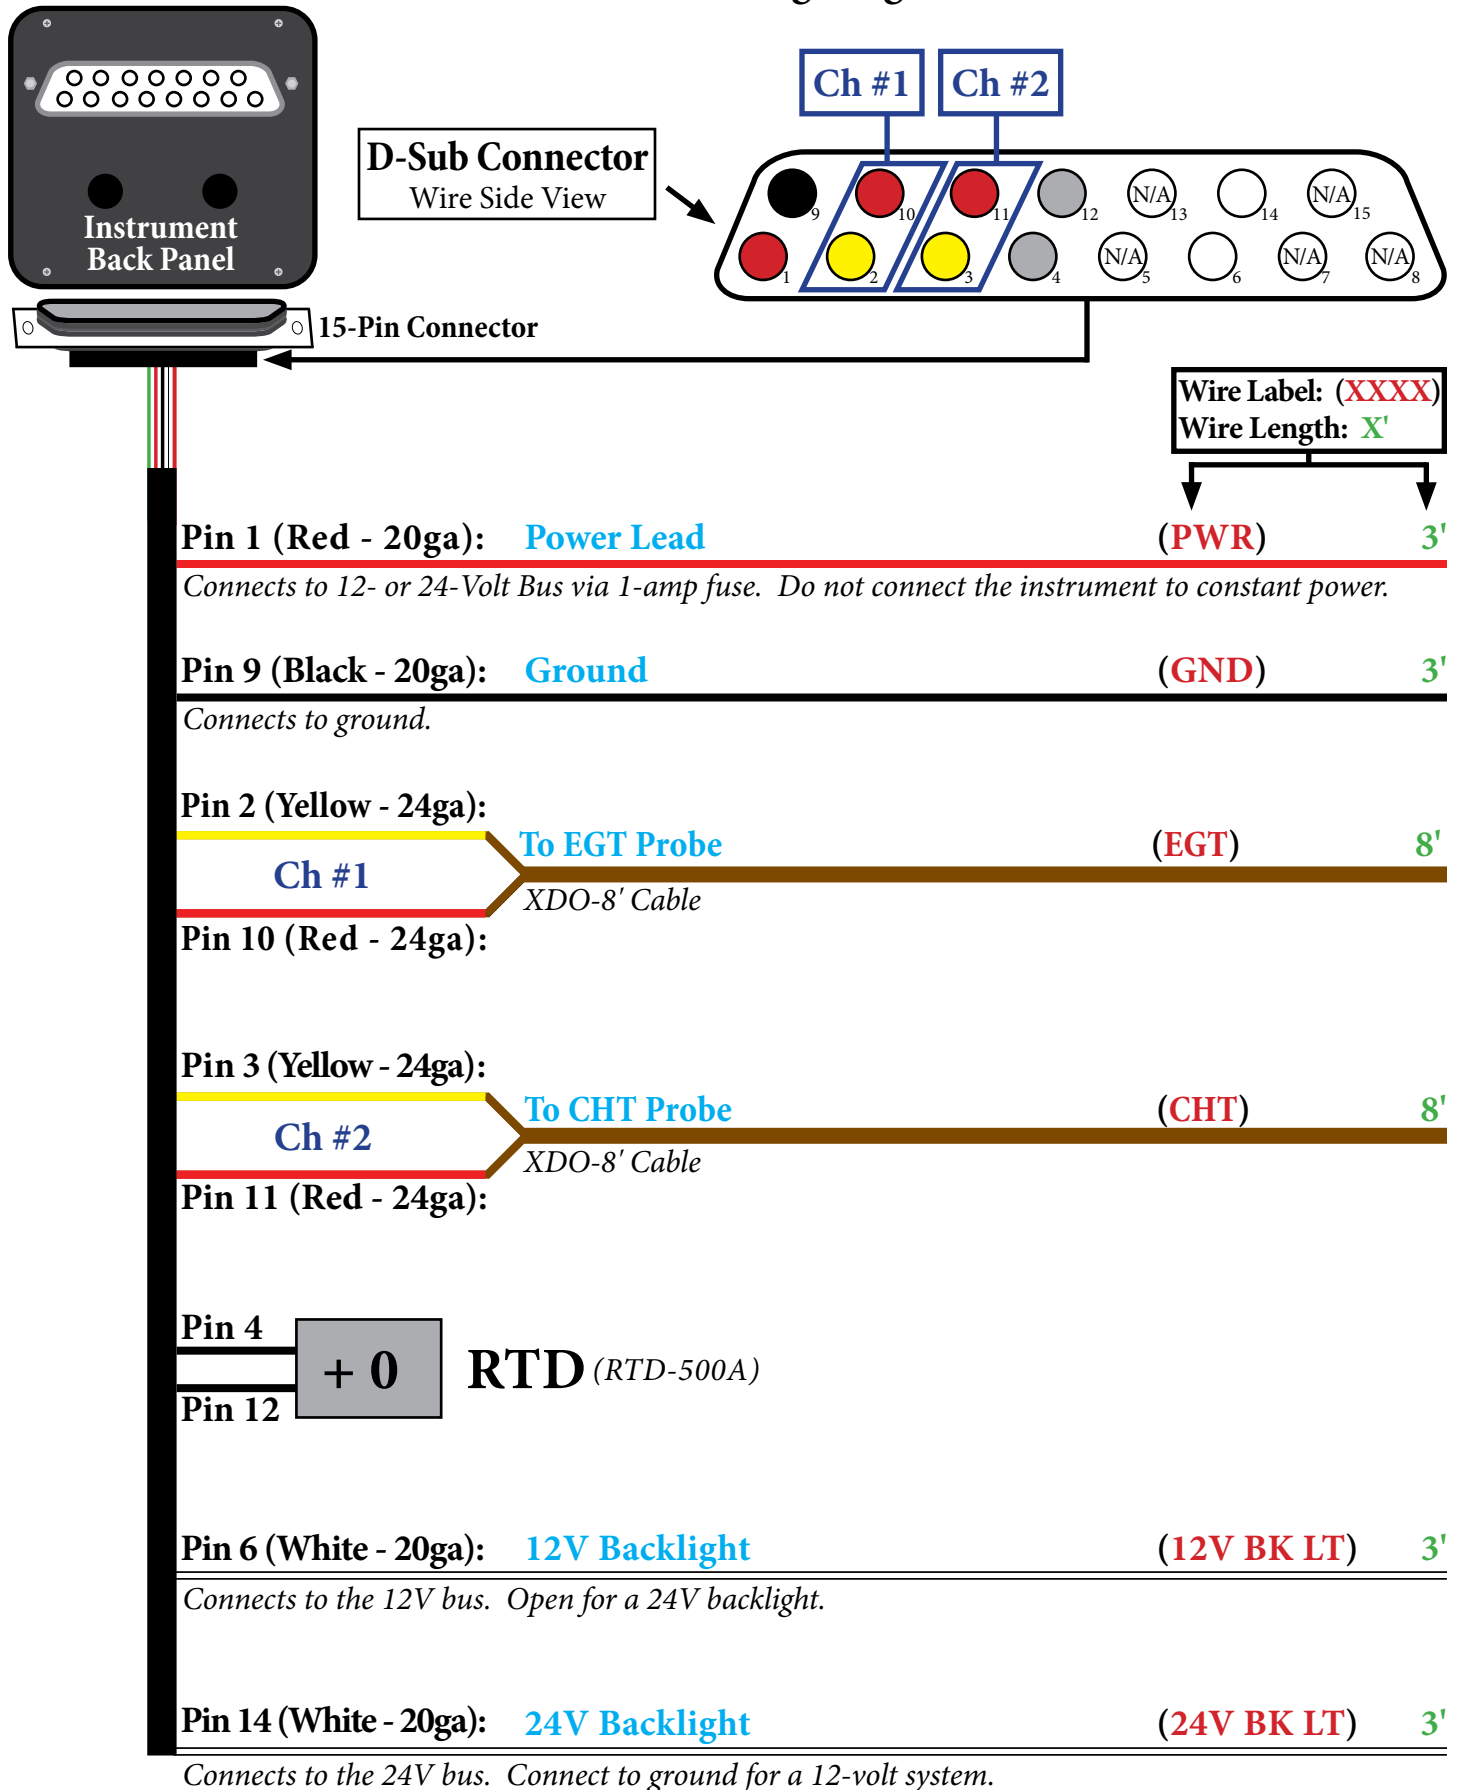 Ch #1 Ch #2
D-Sub Connector
Wire Side View
9 10 11 12 N/A 13 14 N/A 15
1 2 3 4 N/A 5 6 N/A 7 N/A 8
Instrument
Back Panel
15-Pin Connector
Wire Label: (XXXX)
Wire Length: X'
Pin 1 (Red - 20ga): Power Lead (PWR) 3'
Connects to 12- or 24-Volt Bus via 1-amp fuse. Do not connect the instrument to constant power.
Pin 9 (Black - 20ga): Ground (GND) 3'
Connects to ground.
Pin 2 (Yellow - 24ga):
To EGT Probe (EGT) 8'
Ch #1
XDO-8' Cable
Pin 10 (Red - 24ga):
Pin 3 (Yellow - 24ga):
To CHT Probe (CHT) 8'
Ch #2
XDO-8' Cable
Pin 11 (Red - 24ga):
Pin 4
+ 0 RTD (RTD-500A)
Pin 12
Pin 6 (White - 20ga): 12V Backlight (12V BK LT) 3'
Connects to the 12V bus. Open for a 24V backlight.
Pin 14 (White - 20ga): 24V Backlight (24V BK LT) 3'
Connects to the 24V bus. Connect to ground for a 12-volt system.